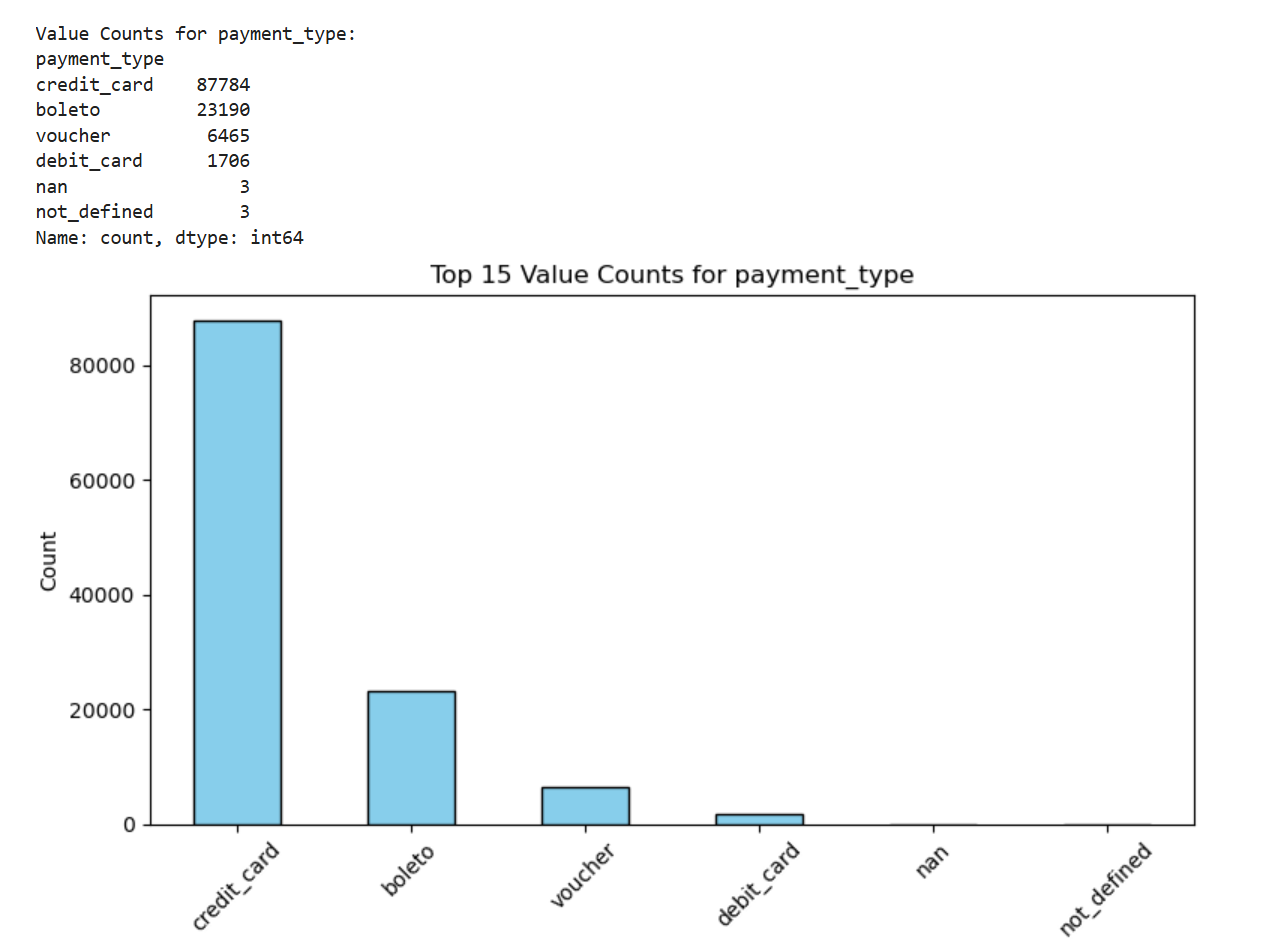 Value Counts for payment_type:
payment_type
credit_card    87784
boleto         23190
voucher         6465
debit_card      1706
nan                3
not_defined        3
Name: count, dtype: int64
Top 15 Value Counts for payment_type
80000
60000
40000
20000
0
Count
credit_card
boleto
voucher
debit_card
nan
not_defined